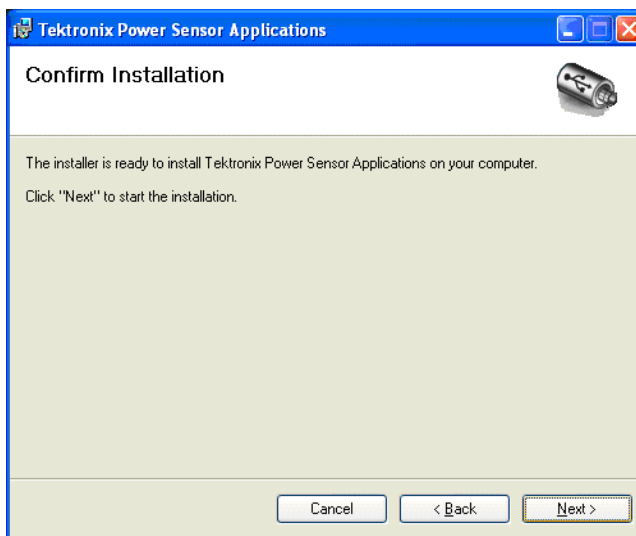 Tektronix Power Sensor Applications
Confirm Installation
The installer is ready to install Tektronix Power Sensor Applications on your computer.
Click "Next" to start the installation.
Cancel
< Back
Next >